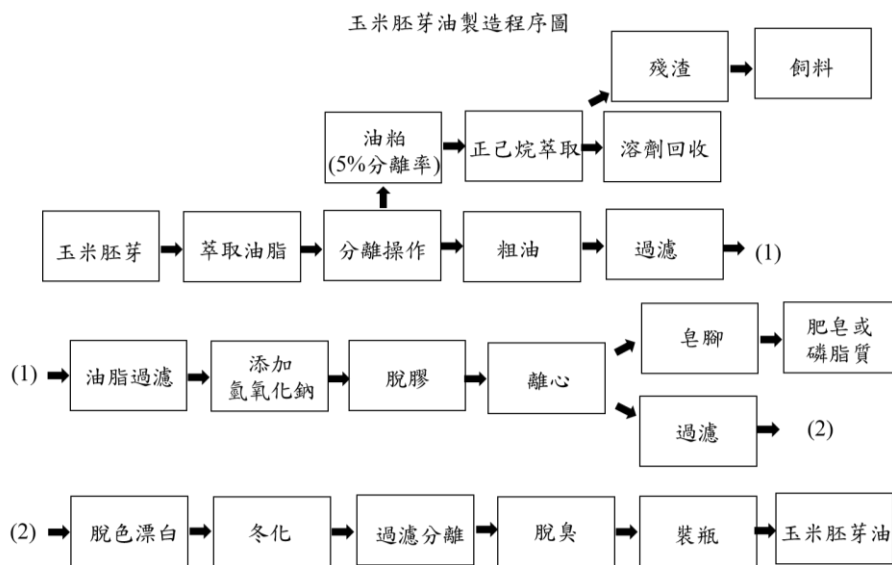 玉米胚芽油製造程序圖
殘渣
飼料
油粕
(5%分離率)
正己烷萃取
溶劑回收
玉米胚芽
萃取油脂
分離操作
粗油
過濾
(1)
(1)
油脂過濾
添加
氫氧化鈉
脫膠
離心
皂腳
肥皂或
磷脂質
過濾
(2)
(2)
脫色漂白
冬化
過濾分離
脫臭
裝瓶
玉米胚芽油